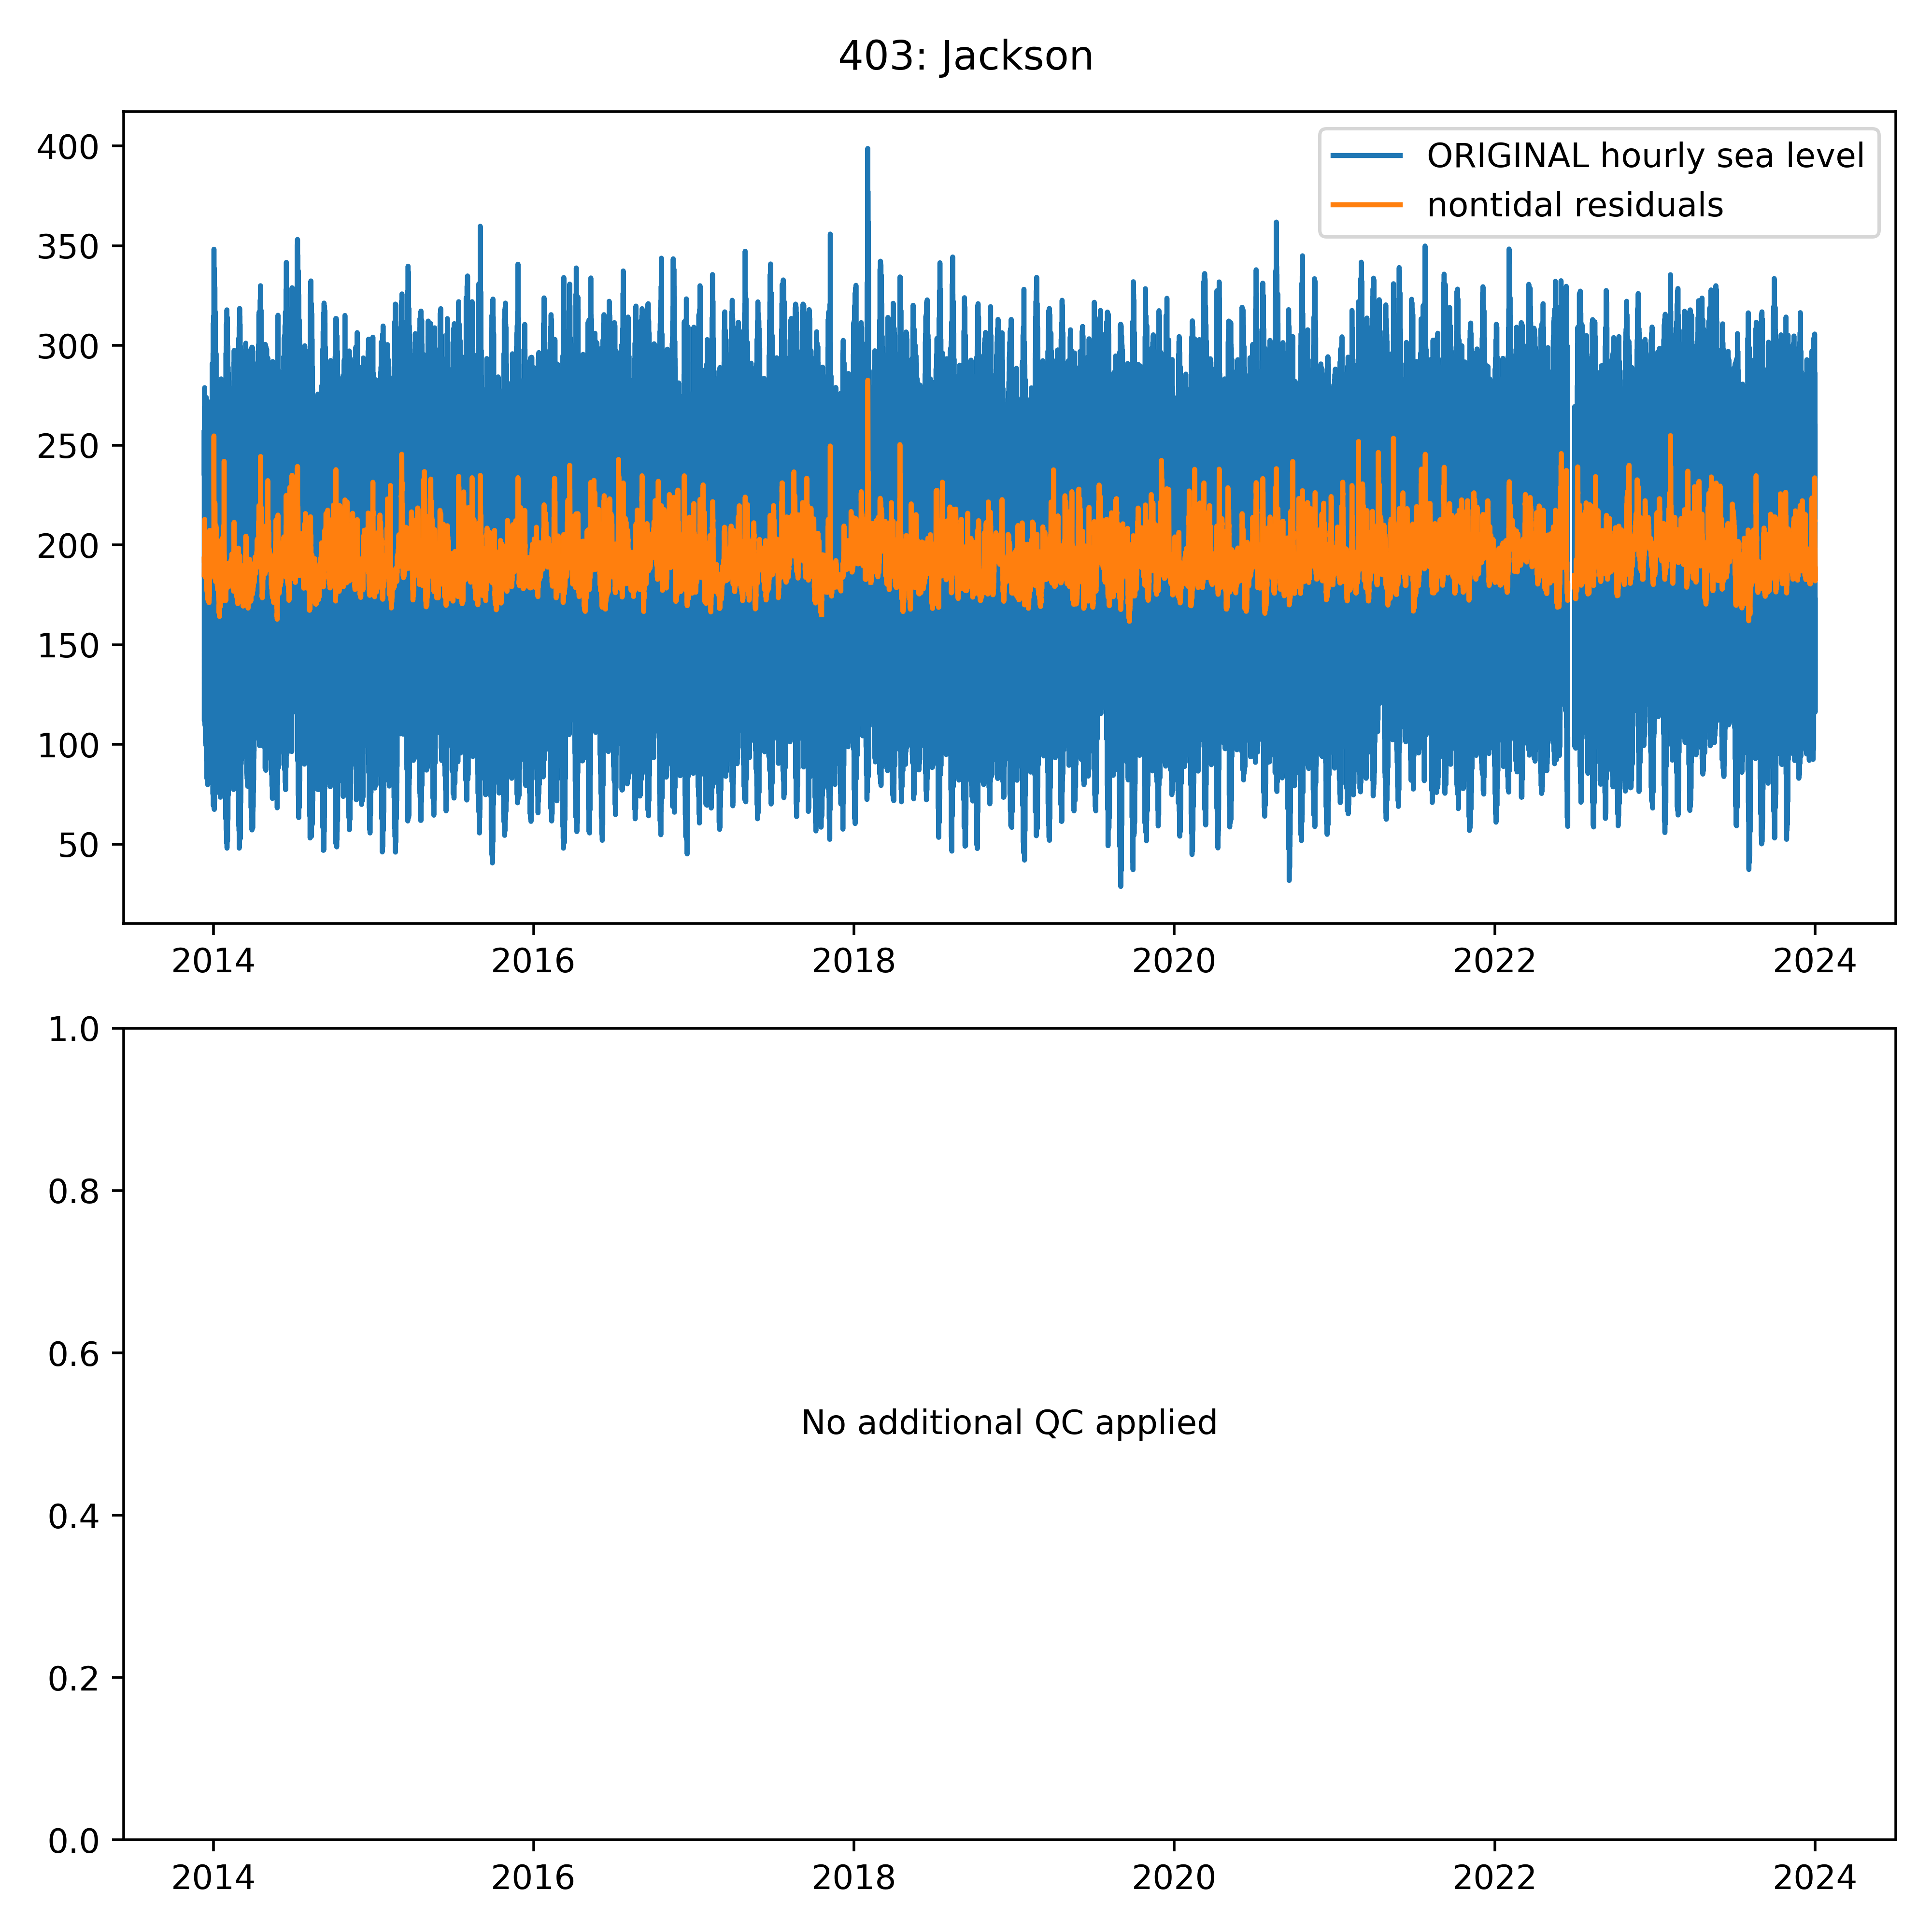 403: Jackson
400
350
300
250
200
150
100
50
ORIGINAL hourly sea level
nontidal residuals
2014 2016 2018 2020 2022 2024
1.0
0.8
0.6
0.4
0.2
0.0
No additional QC applied
2014 2016 2018 2020 2022 2024